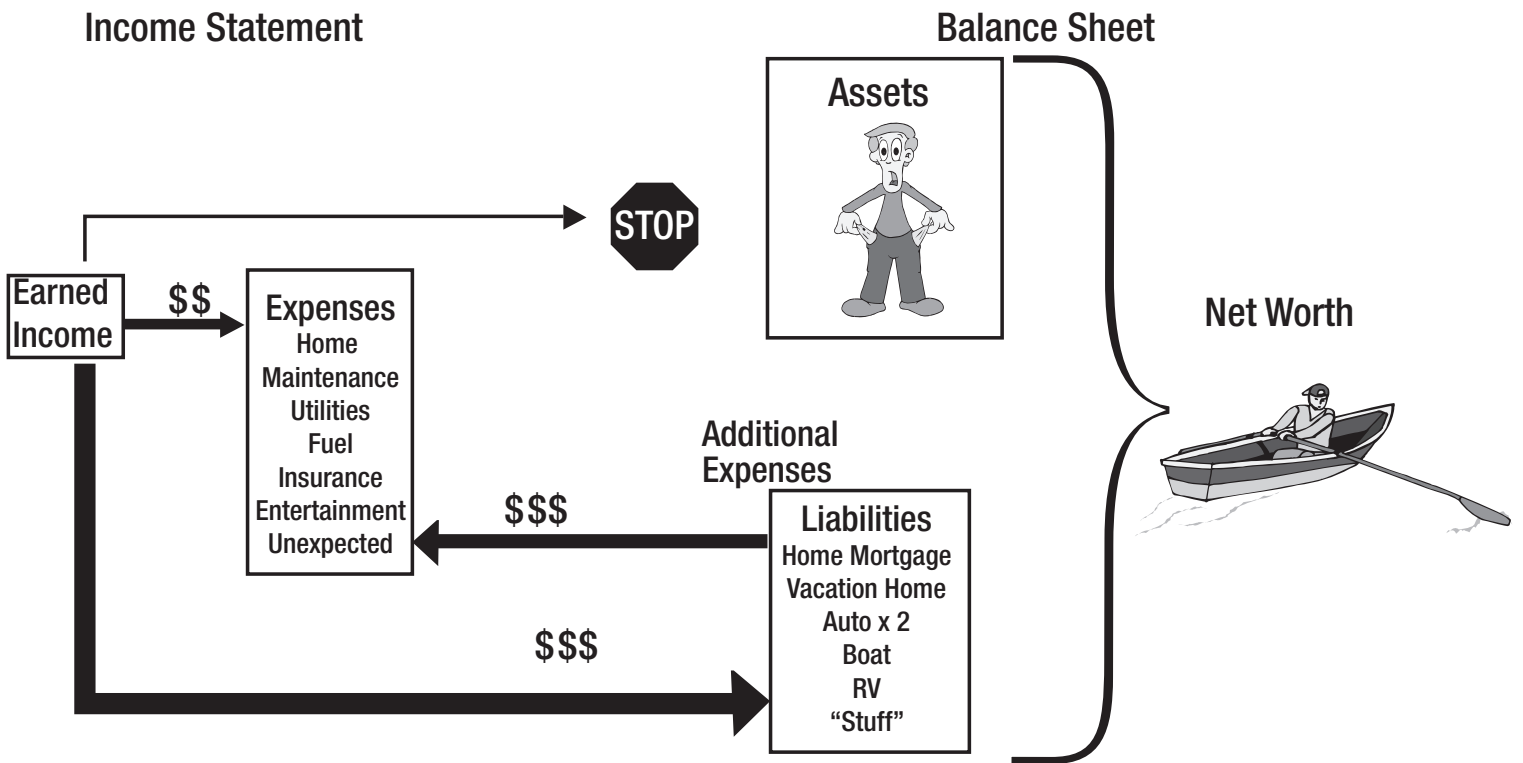 Income Statement
Balance Sheet
Assets
STOP
Earned
Income
$$
Expenses
Home
Maintenance
Utilities
Fuel
Insurance
Entertainment
Unexpected
Net Worth
Additional
Expenses
$$$
Liabilities
Home Mortgage
Vacation Home
Auto x 2
Boat
RV
“Stuff”
$$$